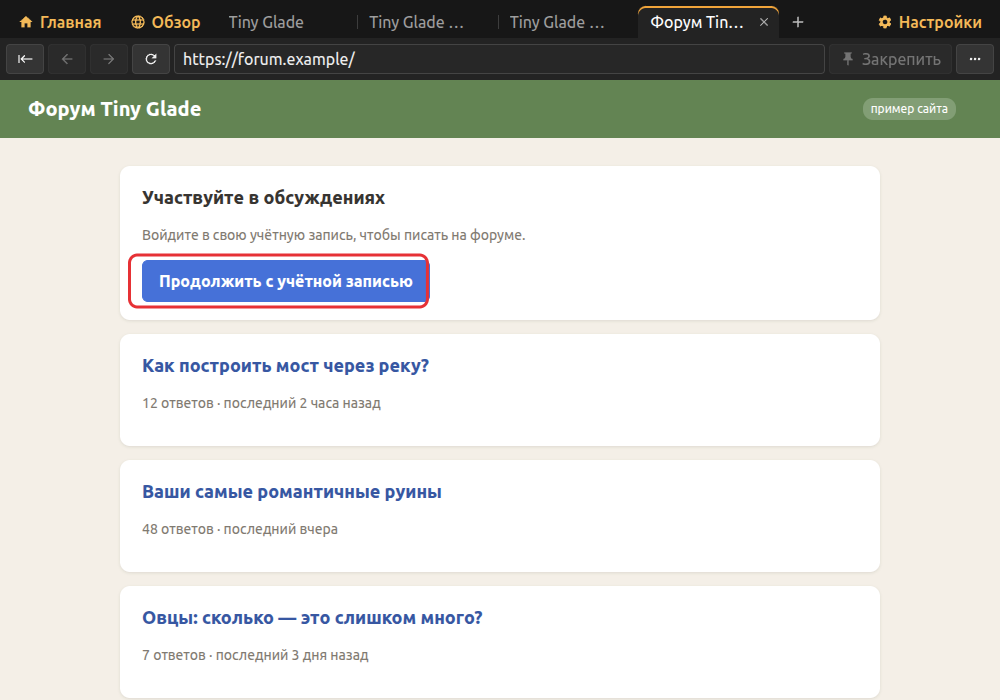 Главная Обзор Tiny Glade Tiny Glade ... Tiny Glade ... Форум Tin... Настройки
https://forum.example/ Закрепить
Форум Tiny Glade пример сайта
Участвуйте в обсуждениях
Войдите в свою учётную запись, чтобы писать на форуме.
Продолжить с учётной записью
Как построить мост через реку?
12 ответов · последний 2 часа назад
Ваши самые романтичные руины
48 ответов · последний вчера
Овцы: сколько — это слишком много?
7 ответов · последний 3 дня назад